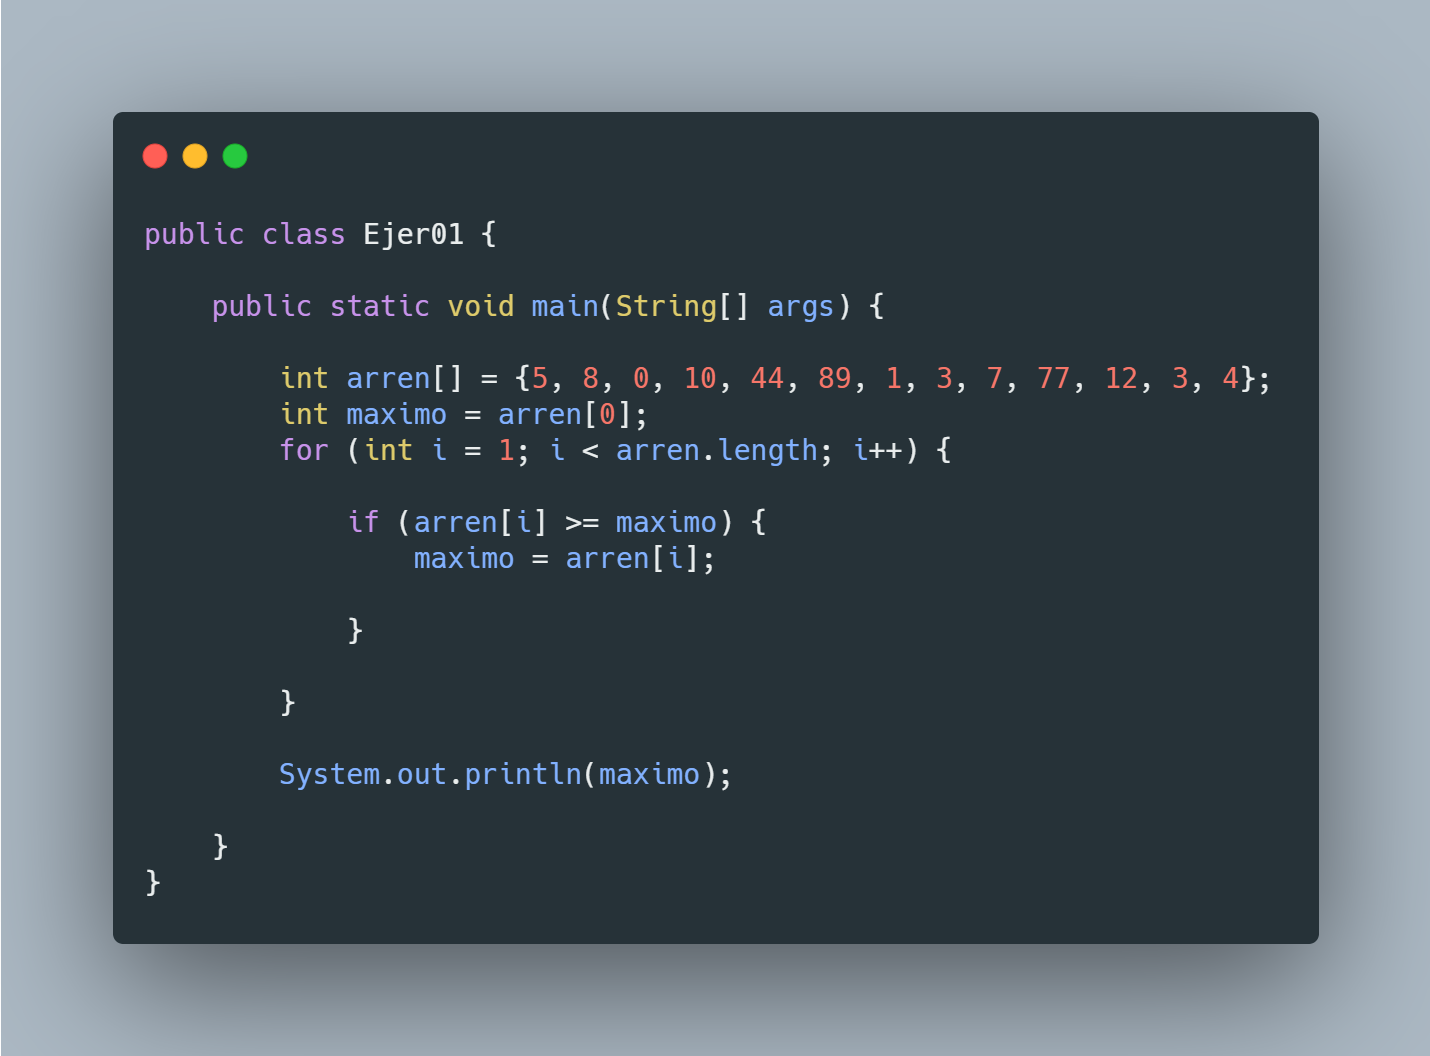 public class Ejer01 {
public static void main(String[] args) {
int arren[] = {5, 8, 0, 10, 44, 89, 1, 3, 7, 77, 12, 3, 4};
int maximo = arren[0];
for (int i = 1; i < arren.length; i++) {
if (arren[i] >= maximo) {
maximo = arren[i];
}
}
System.out.println(maximo);
}
}